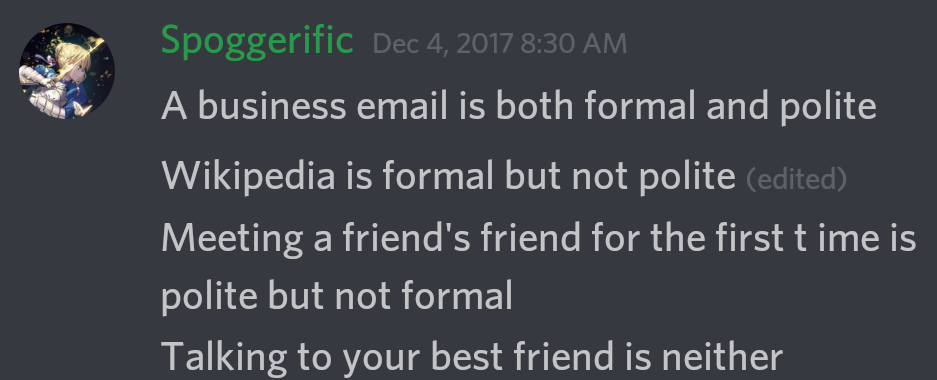 Spoggerific Dec 4, 2017 8:30 AM
A business email is both formal and polite
Wikipedia is formal but not polite (edited)
Meeting a friend's friend for the first t ime is
polite but not formal
Talking to your best friend is neither